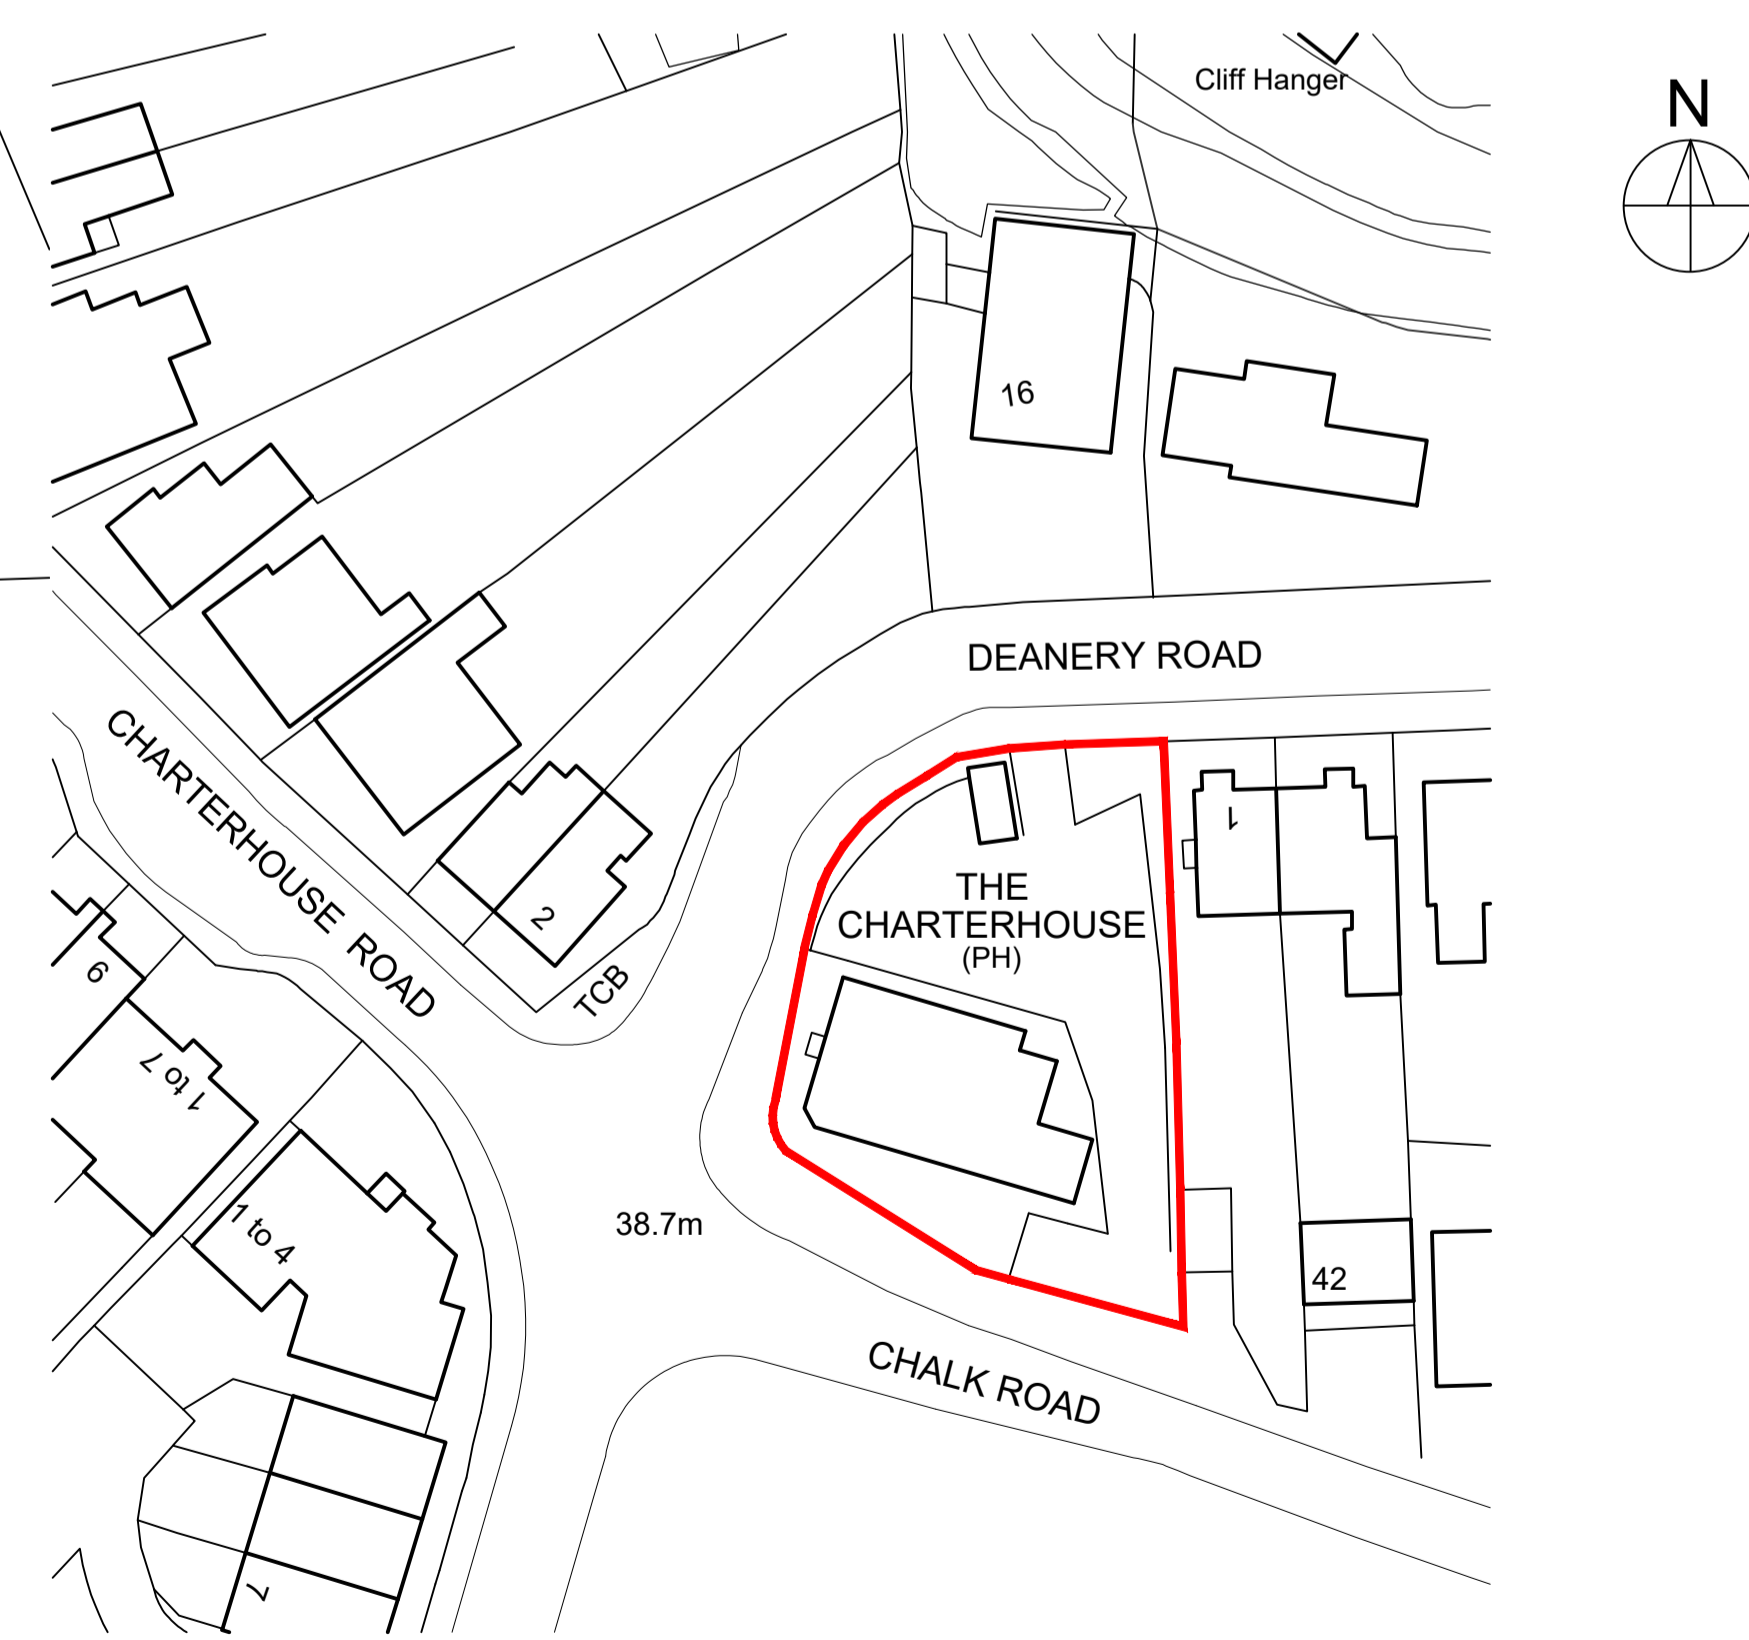 Cliff Hanger
N
16
DEANERY ROAD
CHARTERHOUSE ROAD
1
THE
CHARTERHOUSE
(PH)
2
TCB
9
1 to 7
1 to 4
38.7m
42
CHALK ROAD
7